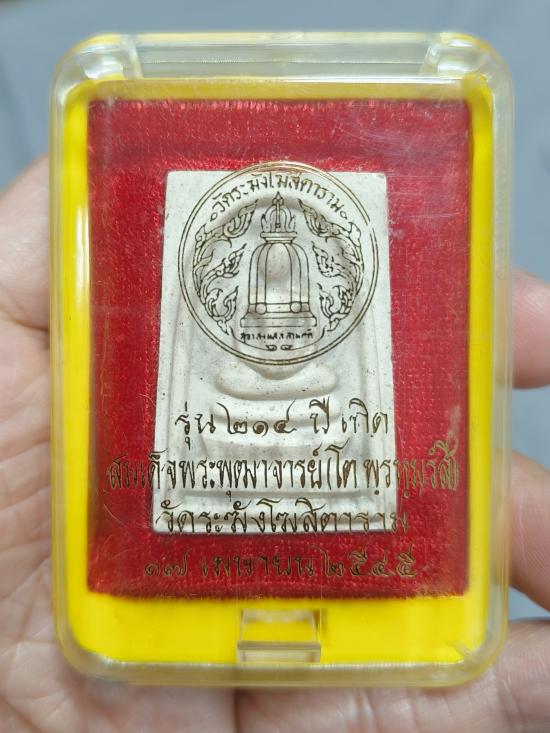 วัดระฆังโฆสิตาราม
รุ่น ๒๑๔ ปี เกิด
สมเด็จพระพุฒาจารย์ (โต พฺรหฺมรํสี)
วัดระฆังโฆสิตาราม
๑๗ เมษายน ๒๕๔๕